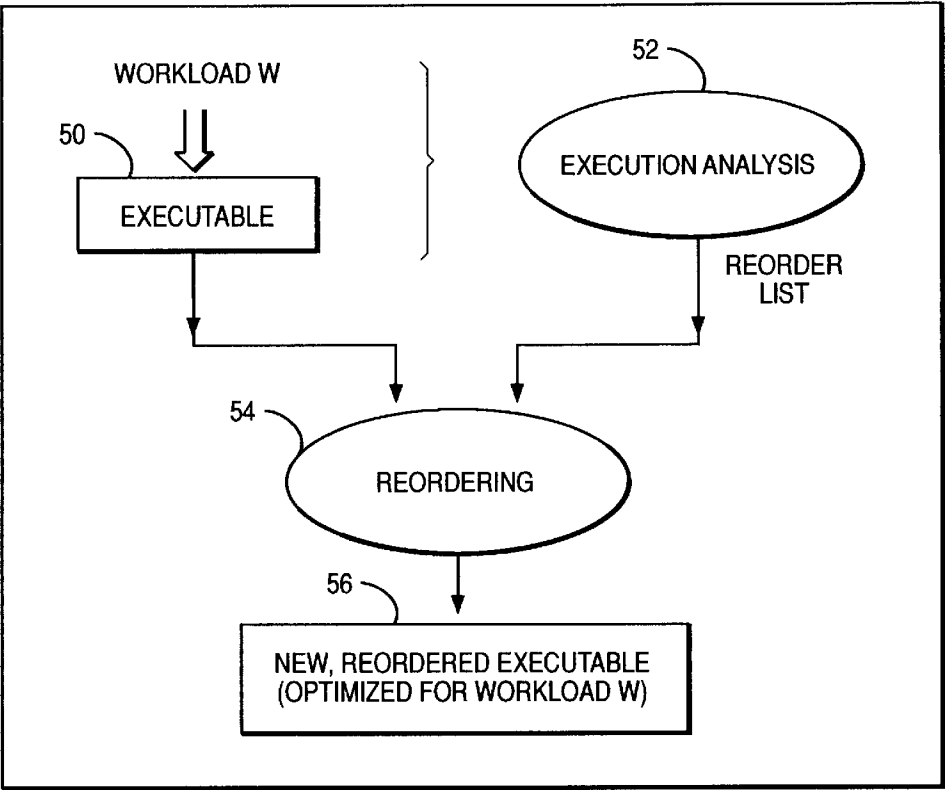 52
WORKLOAD W
50
EXECUTION ANALYSIS
EXECUTABLE
REORDER
LIST
54
REORDERING
56
NEW, REORDERED EXECUTABLE
(OPTIMIZED FOR WORKLOAD W)